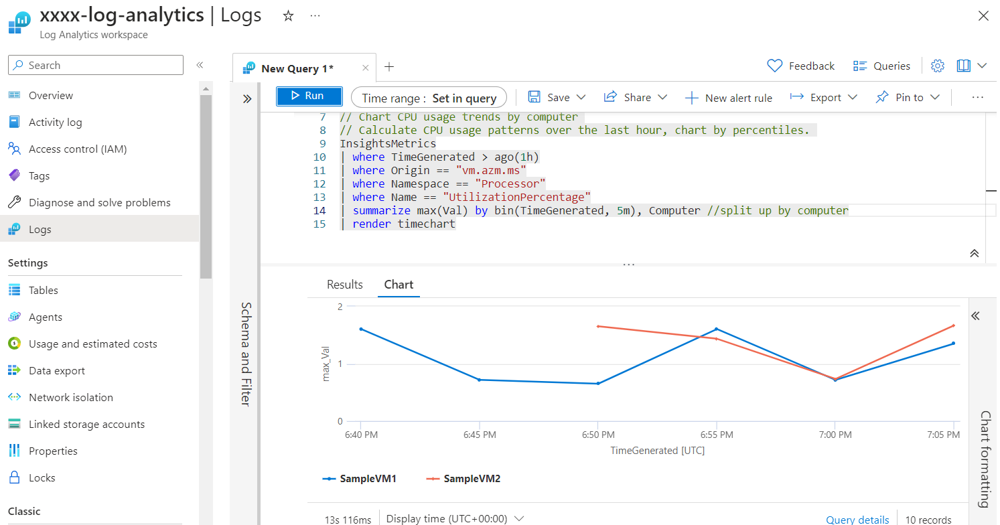 xxxx-log-analytics | Logs
Log Analytics workspace
Search
Overview
Activity log
Access control (IAM)
Tags
Diagnose and solve problems
Logs
Settings
Tables
Agents
Usage and estimated costs
Data export
Network isolation
Linked storage accounts
Properties
Locks
Classic
New Query 1*
Feedback
Queries
Run
Time range : Set in query
Save
Share
New alert rule
Export
Pin to
Schema and Filter
7 // Chart CPU usage trends by computer
8 // Calculate CPU usage patterns over the last hour, chart by percentiles.
9 InsightsMetrics
10 | where TimeGenerated > ago(1h)
11 | where Origin == "vm.azm.ms"
12 | where Namespace == "Processor"
13 | where Name == "UtilizationPercentage"
14 | summarize max(Val) by bin(TimeGenerated, 5m), Computer //split up by computer
15 | render timechart
Results
Chart
2
1
0
max_Val
6:40 PM 6:45 PM 6:50 PM 6:55 PM 7:00 PM 7:05 PM
TimeGenerated [UTC]
SampleVM1 SampleVM2
Chart formatting
13s 116ms
Display time (UTC+00:00)
Query details
10 records